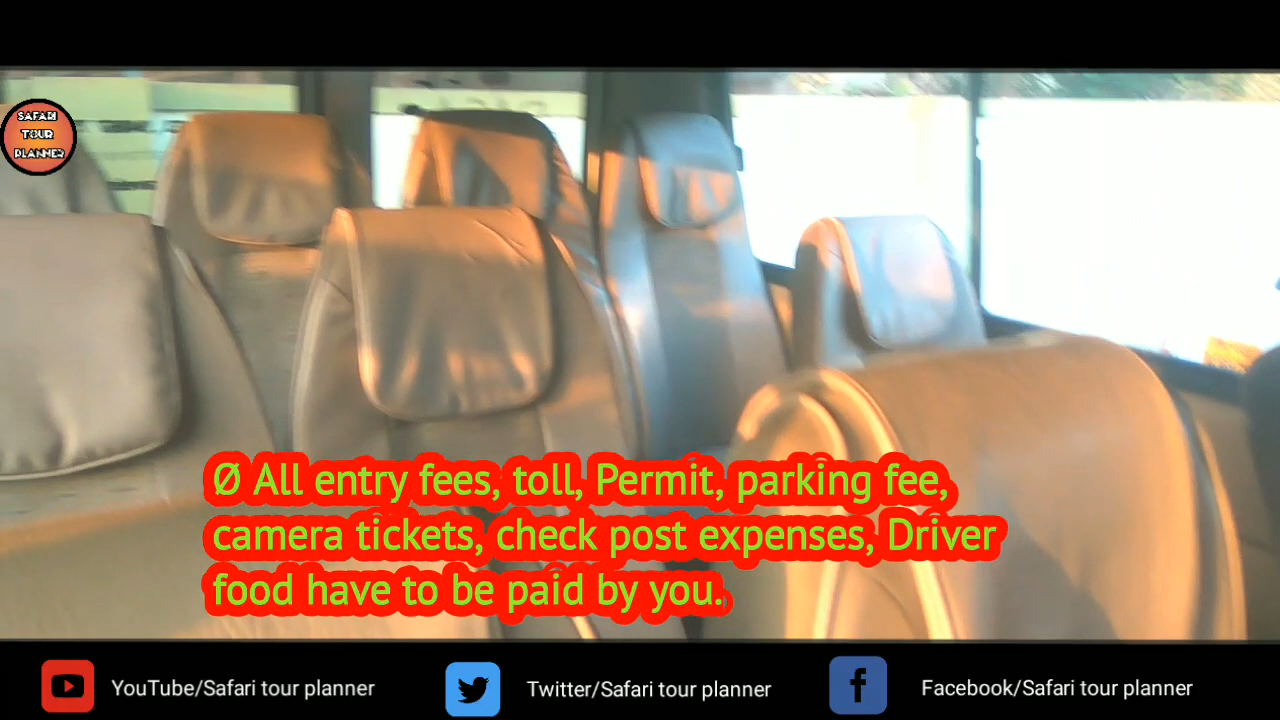 SAFARI
TOUR
PLANNER
Ø All entry fees, toll, Permit, parking fee,
camera tickets, check post expenses, Driver
food have to be paid by you.
YouTube/Safari tour planner
Twitter/Safari tour planner
Facebook/Safari tour planner